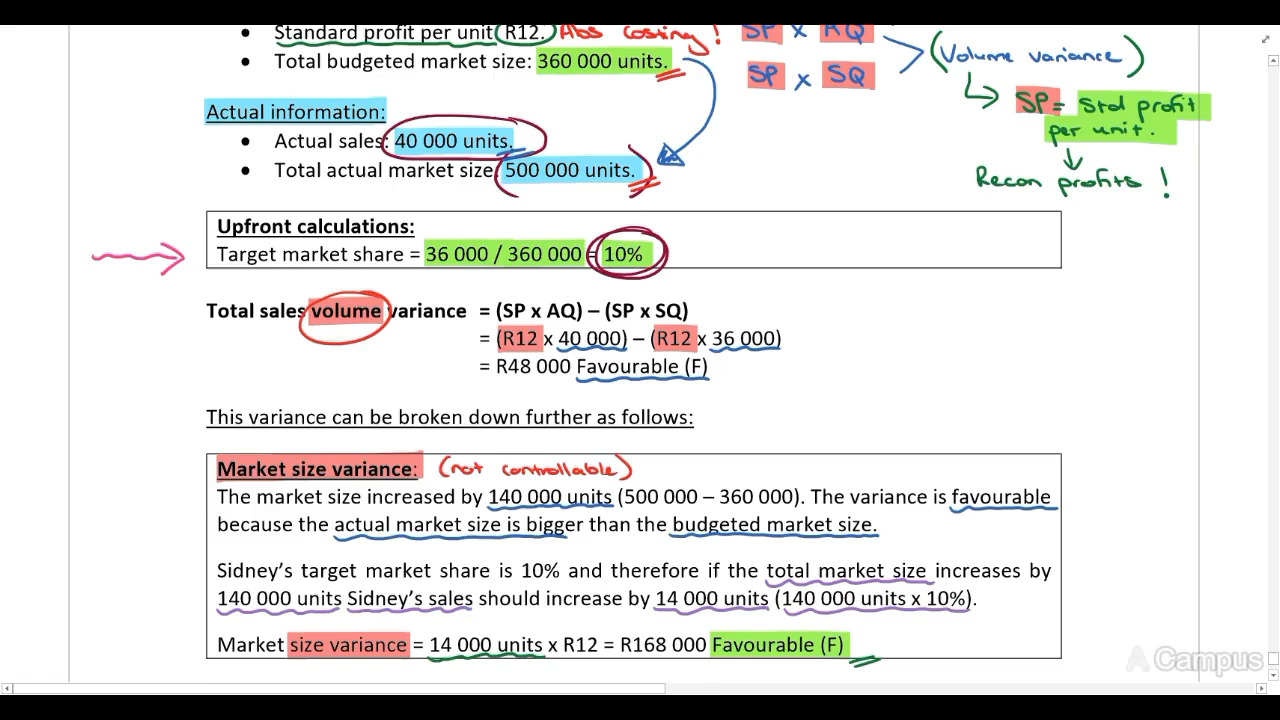 • Standard profit per unit R12. Abs costing! SP x AQ
• Total budgeted market size: 360 000 units. SP x SQ (Volume variance)
SP = Std profit
per unit.
Recon profits !
Actual information:
• Actual sales: 40 000 units.
• Total actual market size: 500 000 units.
Upfront calculations:
Target market share = 36 000 / 360 000 = 10%
Total sales volume variance = (SP x AQ) – (SP x SQ)
= (R12 x 40 000) – (R12 x 36 000)
= R48 000 Favourable (F)
This variance can be broken down further as follows:
Market size variance: (not controllable)
The market size increased by 140 000 units (500 000 – 360 000). The variance is favourable
because the actual market size is bigger than the budgeted market size.
Sidney's target market share is 10% and therefore if the total market size increases by
140 000 units Sidney's sales should increase by 14 000 units (140 000 units x 10%).
Market size variance = 14 000 units x R12 = R168 000 Favourable (F)
A Campus